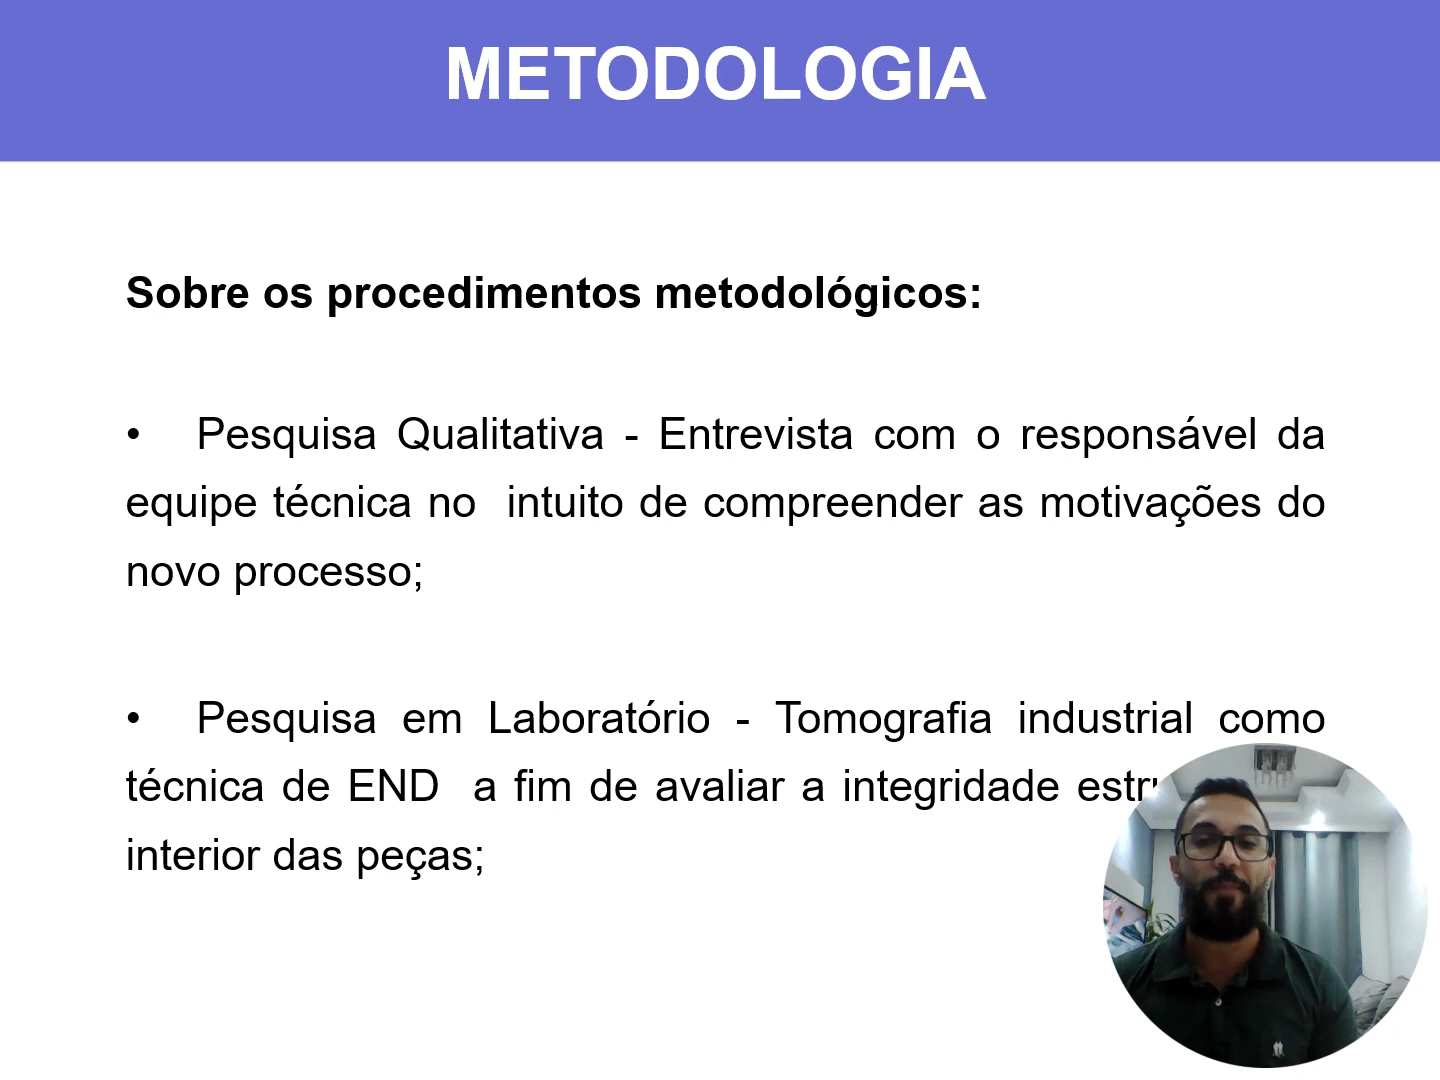 METODOLOGIA
Sobre os procedimentos metodológicos:
• Pesquisa Qualitativa - Entrevista com o responsável da
equipe técnica no intuito de compreender as motivações do
novo processo;
• Pesquisa em Laboratório - Tomografia industrial como
técnica de END a fim de avaliar a integridade
interior das peças;